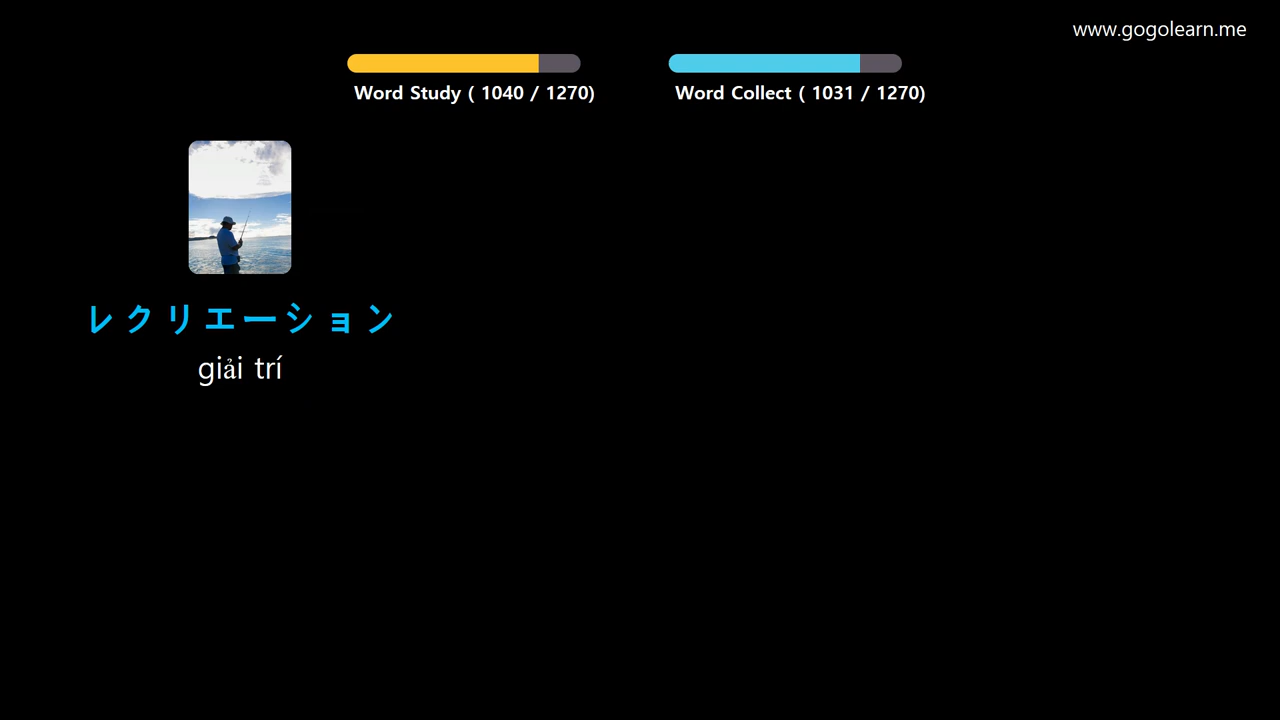 www.gogolearn.me
Word Study ( 1040 / 1270)
Word Collect ( 1031 / 1270)
レクリエーション
giải trí